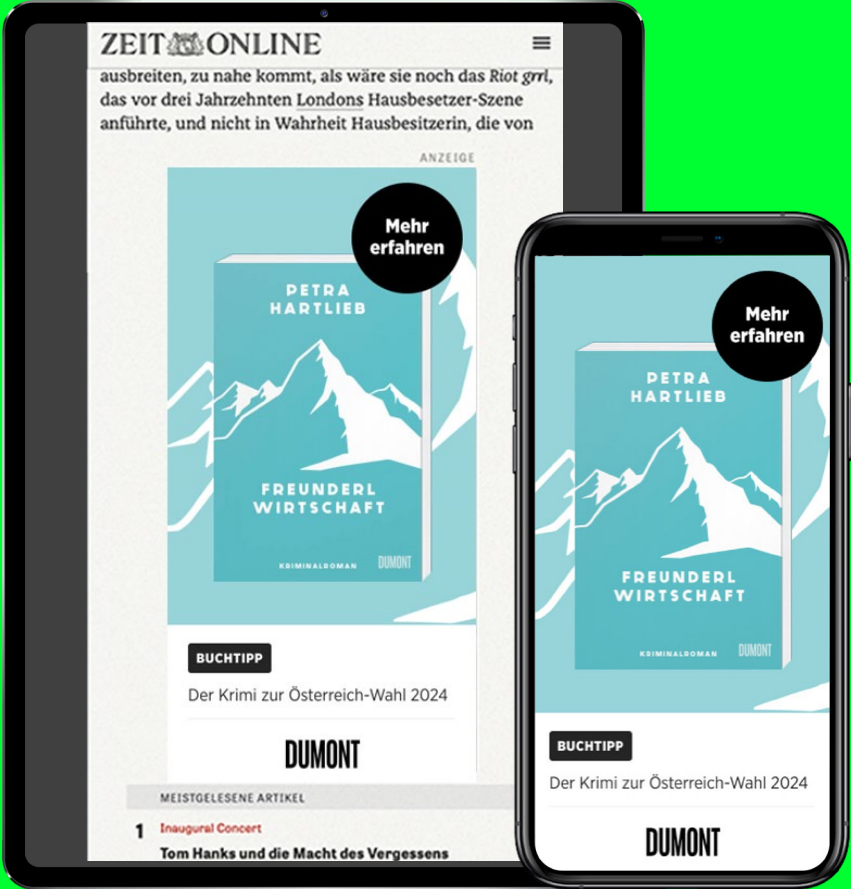 ZEIT ONLINE
ausbreiten, zu nahe kommt, als wäre sie noch das Riot grrl,
das vor drei Jahrzehnten Londons Hausbesetzer-Szene
anführte, und nicht in Wahrheit Hausbesitzerin, die von
ANZEIGE
Mehr
erfahren
PETRA
HARTLIEB
FREUNDERL
WIRTSCHAFT
KRIMINALROMAN
DUMONT
BUCHTIPP
Der Krimi zur Österreich-Wahl 2024
DUMONT
MEISTGELESENE ARTIKEL
1 Inaugural Concert
Tom Hanks und die Macht des Vergessens
Mehr
erfahren
PETRA
HARTLIEB
FREUNDERL
WIRTSCHAFT
KRIMINALROMAN
DUMONT
BUCHTIPP
Der Krimi zur Österreich-Wahl 2024
DUMONT